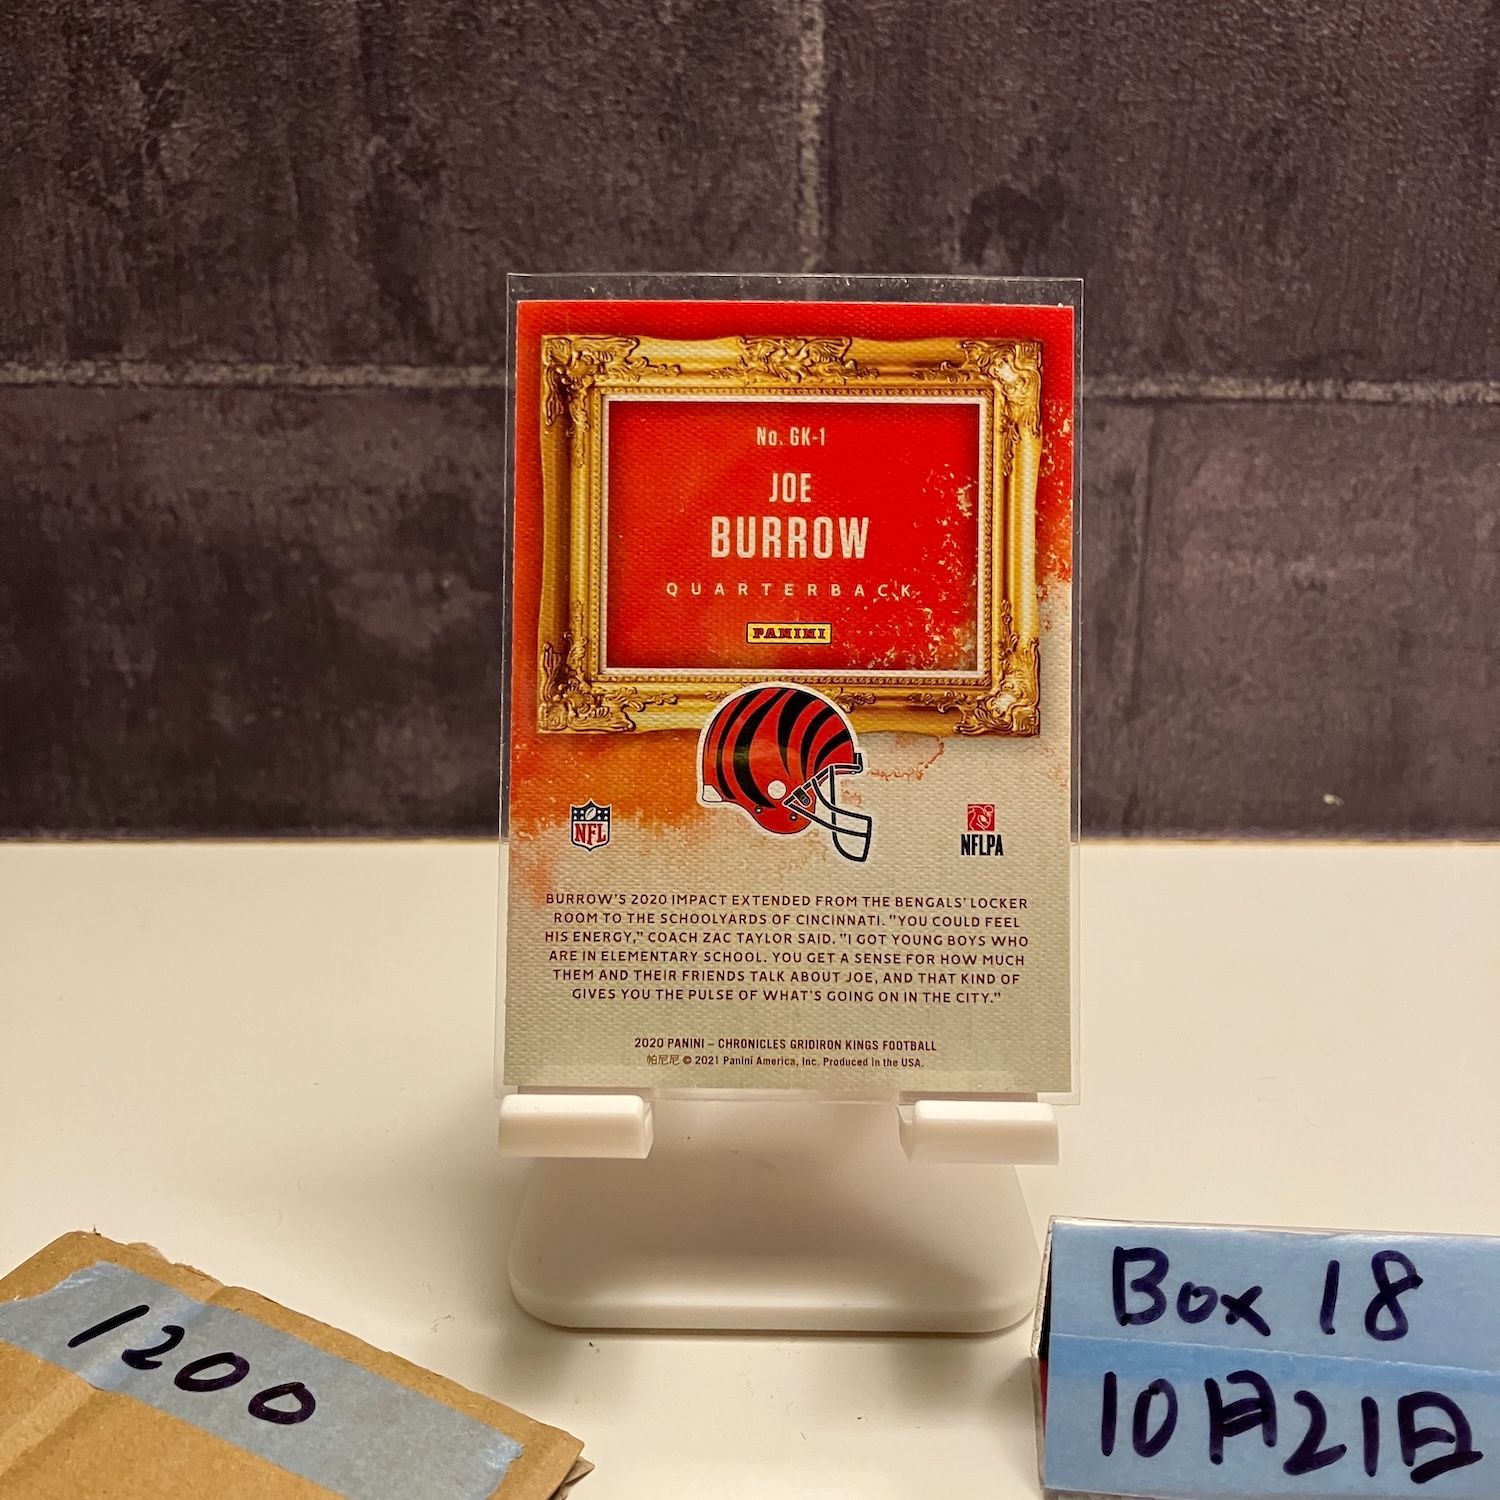 No. GK-1
JOE
BURROW
QUARTERBACK
PANINI
NFL
NFLPA
BURROW'S 2020 IMPACT EXTENDED FROM THE BENGALS' LOCKER
ROOM TO THE SCHOOLYARDS OF CINCINNATI. "YOU COULD FEEL
HIS ENERGY," COACH ZAC TAYLOR SAID. "I GOT YOUNG BOYS WHO
ARE IN ELEMENTARY SCHOOL. YOU GET A SENSE FOR HOW MUCH
THEM AND THEIR FRIENDS TALK ABOUT JOE, AND THAT KIND OF
GIVES YOU THE PULSE OF WHAT'S GOING ON IN THE CITY."
2020 PANINI – CHRONICLES GRIDIRON KINGS FOOTBALL
帕尼尼 © 2021 Panini America, Inc. Produced in the USA.
1200
Box 18
10月21日